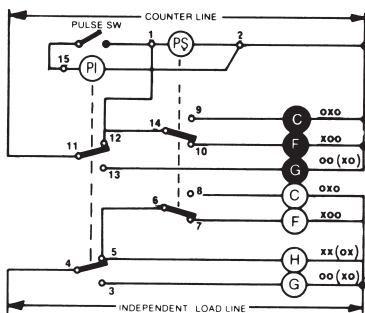 COUNTER LINE
PULSE SW
1
PS
2
15
PI
9
C
oxo
14
12
F
xoo
11
10
13
G
oo(xo)
8
C
oxo
6
7
F
xoo
5
4
H
xx(ox)
3
G
oo(xo)
INDEPENDENT LOAD LINE